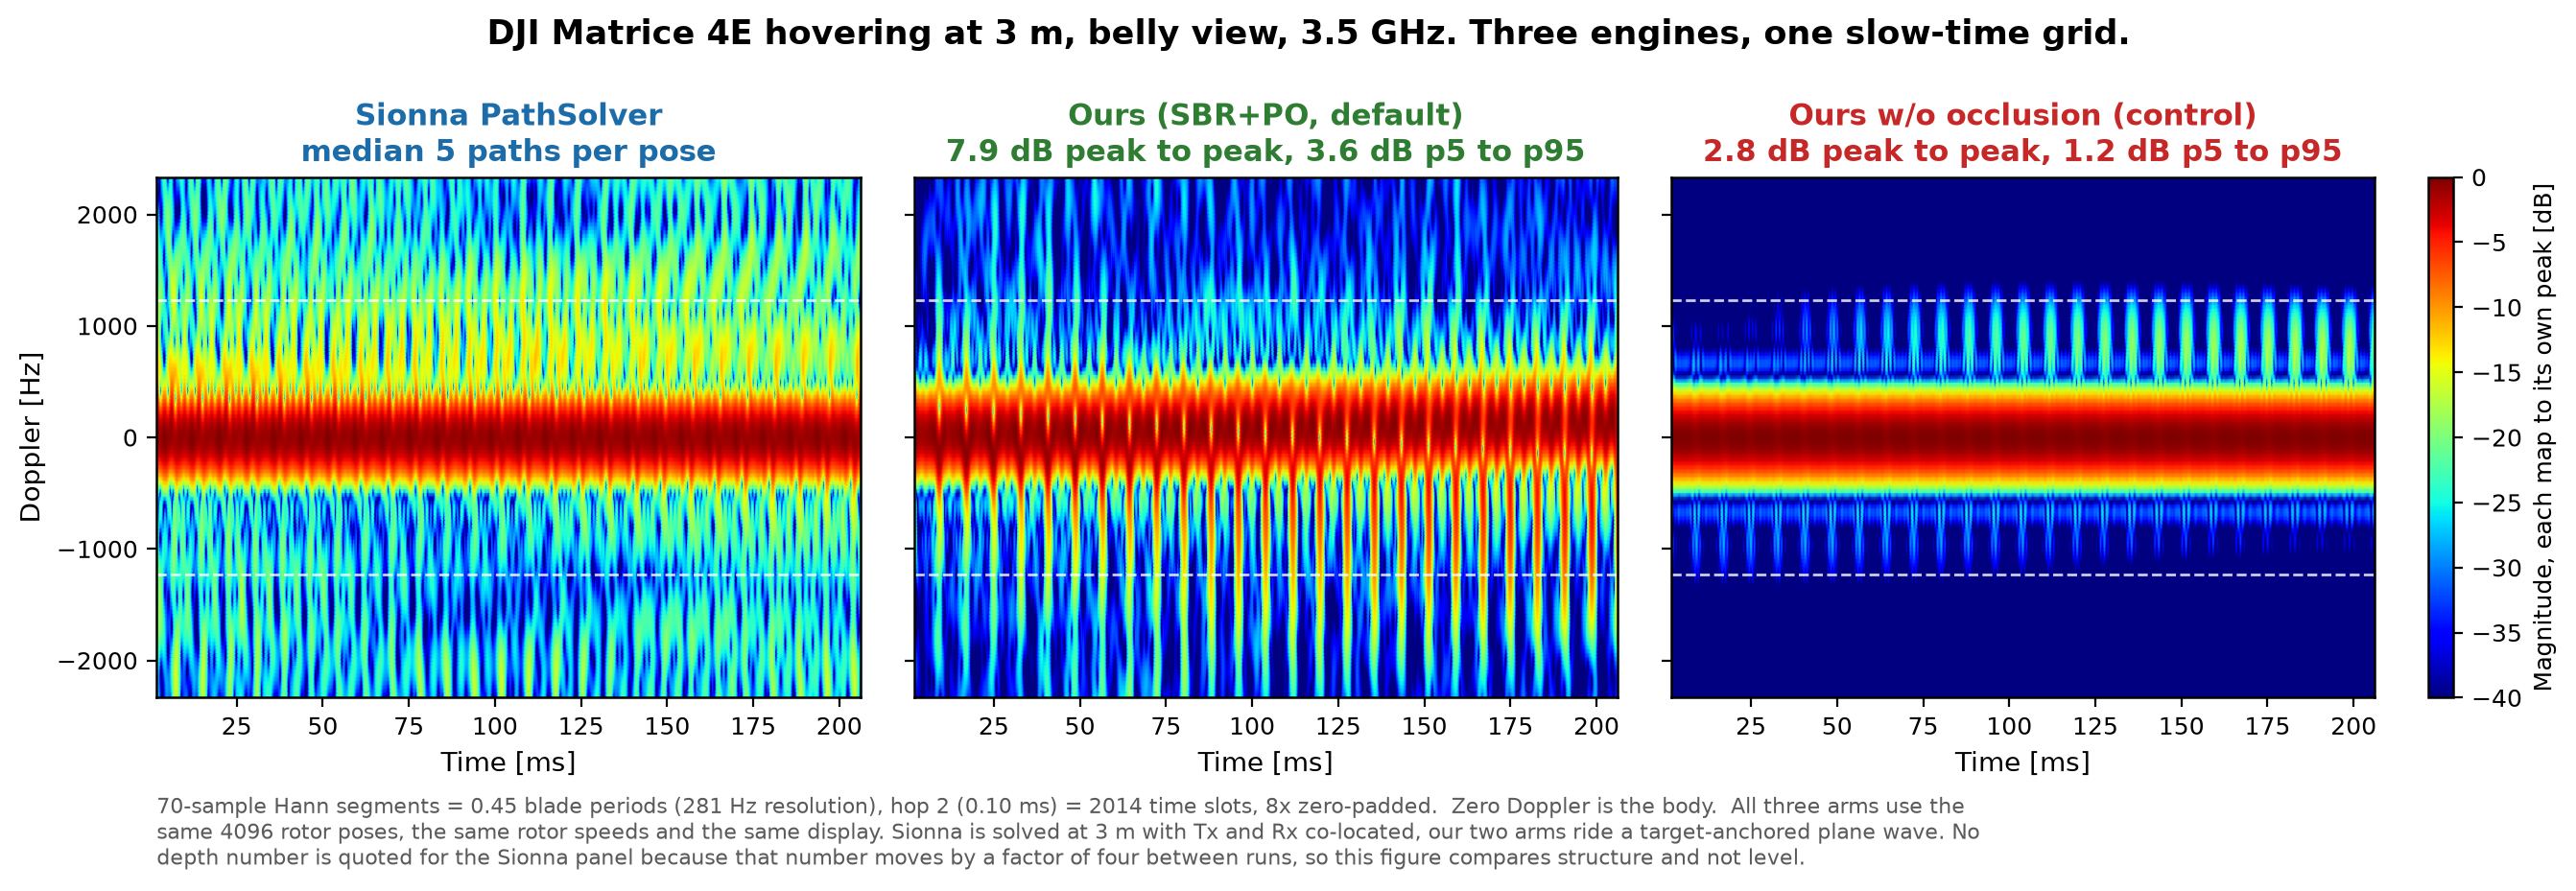 DJI Matrice 4E hovering at 3 m, belly view, 3.5 GHz. Three engines, one slow-time grid.
Sionna PathSolver
median 5 paths per pose
Ours (SBR+PO, default)
7.9 dB peak to peak, 3.6 dB p5 to p95
Ours w/o occlusion (control)
2.8 dB peak to peak, 1.2 dB p5 to p95
Doppler [Hz]
2000
1000
0
−1000
−2000
25 50 75 100 125 150 175 200
Time [ms]
25 50 75 100 125 150 175 200
Time [ms]
25 50 75 100 125 150 175 200
Time [ms]
0
−5
−10
−15
−20
−25
−30
−35
−40
Magnitude, each map to its own peak [dB]
70-sample Hann segments = 0.45 blade periods (281 Hz resolution), hop 2 (0.10 ms) = 2014 time slots, 8x zero-padded.  Zero Doppler is the body.  All three arms use the
same 4096 rotor poses, the same rotor speeds and the same display. Sionna is solved at 3 m with Tx and Rx co-located, our two arms ride a target-anchored plane wave. No
depth number is quoted for the Sionna panel because that number moves by a factor of four between runs, so this figure compares structure and not level.